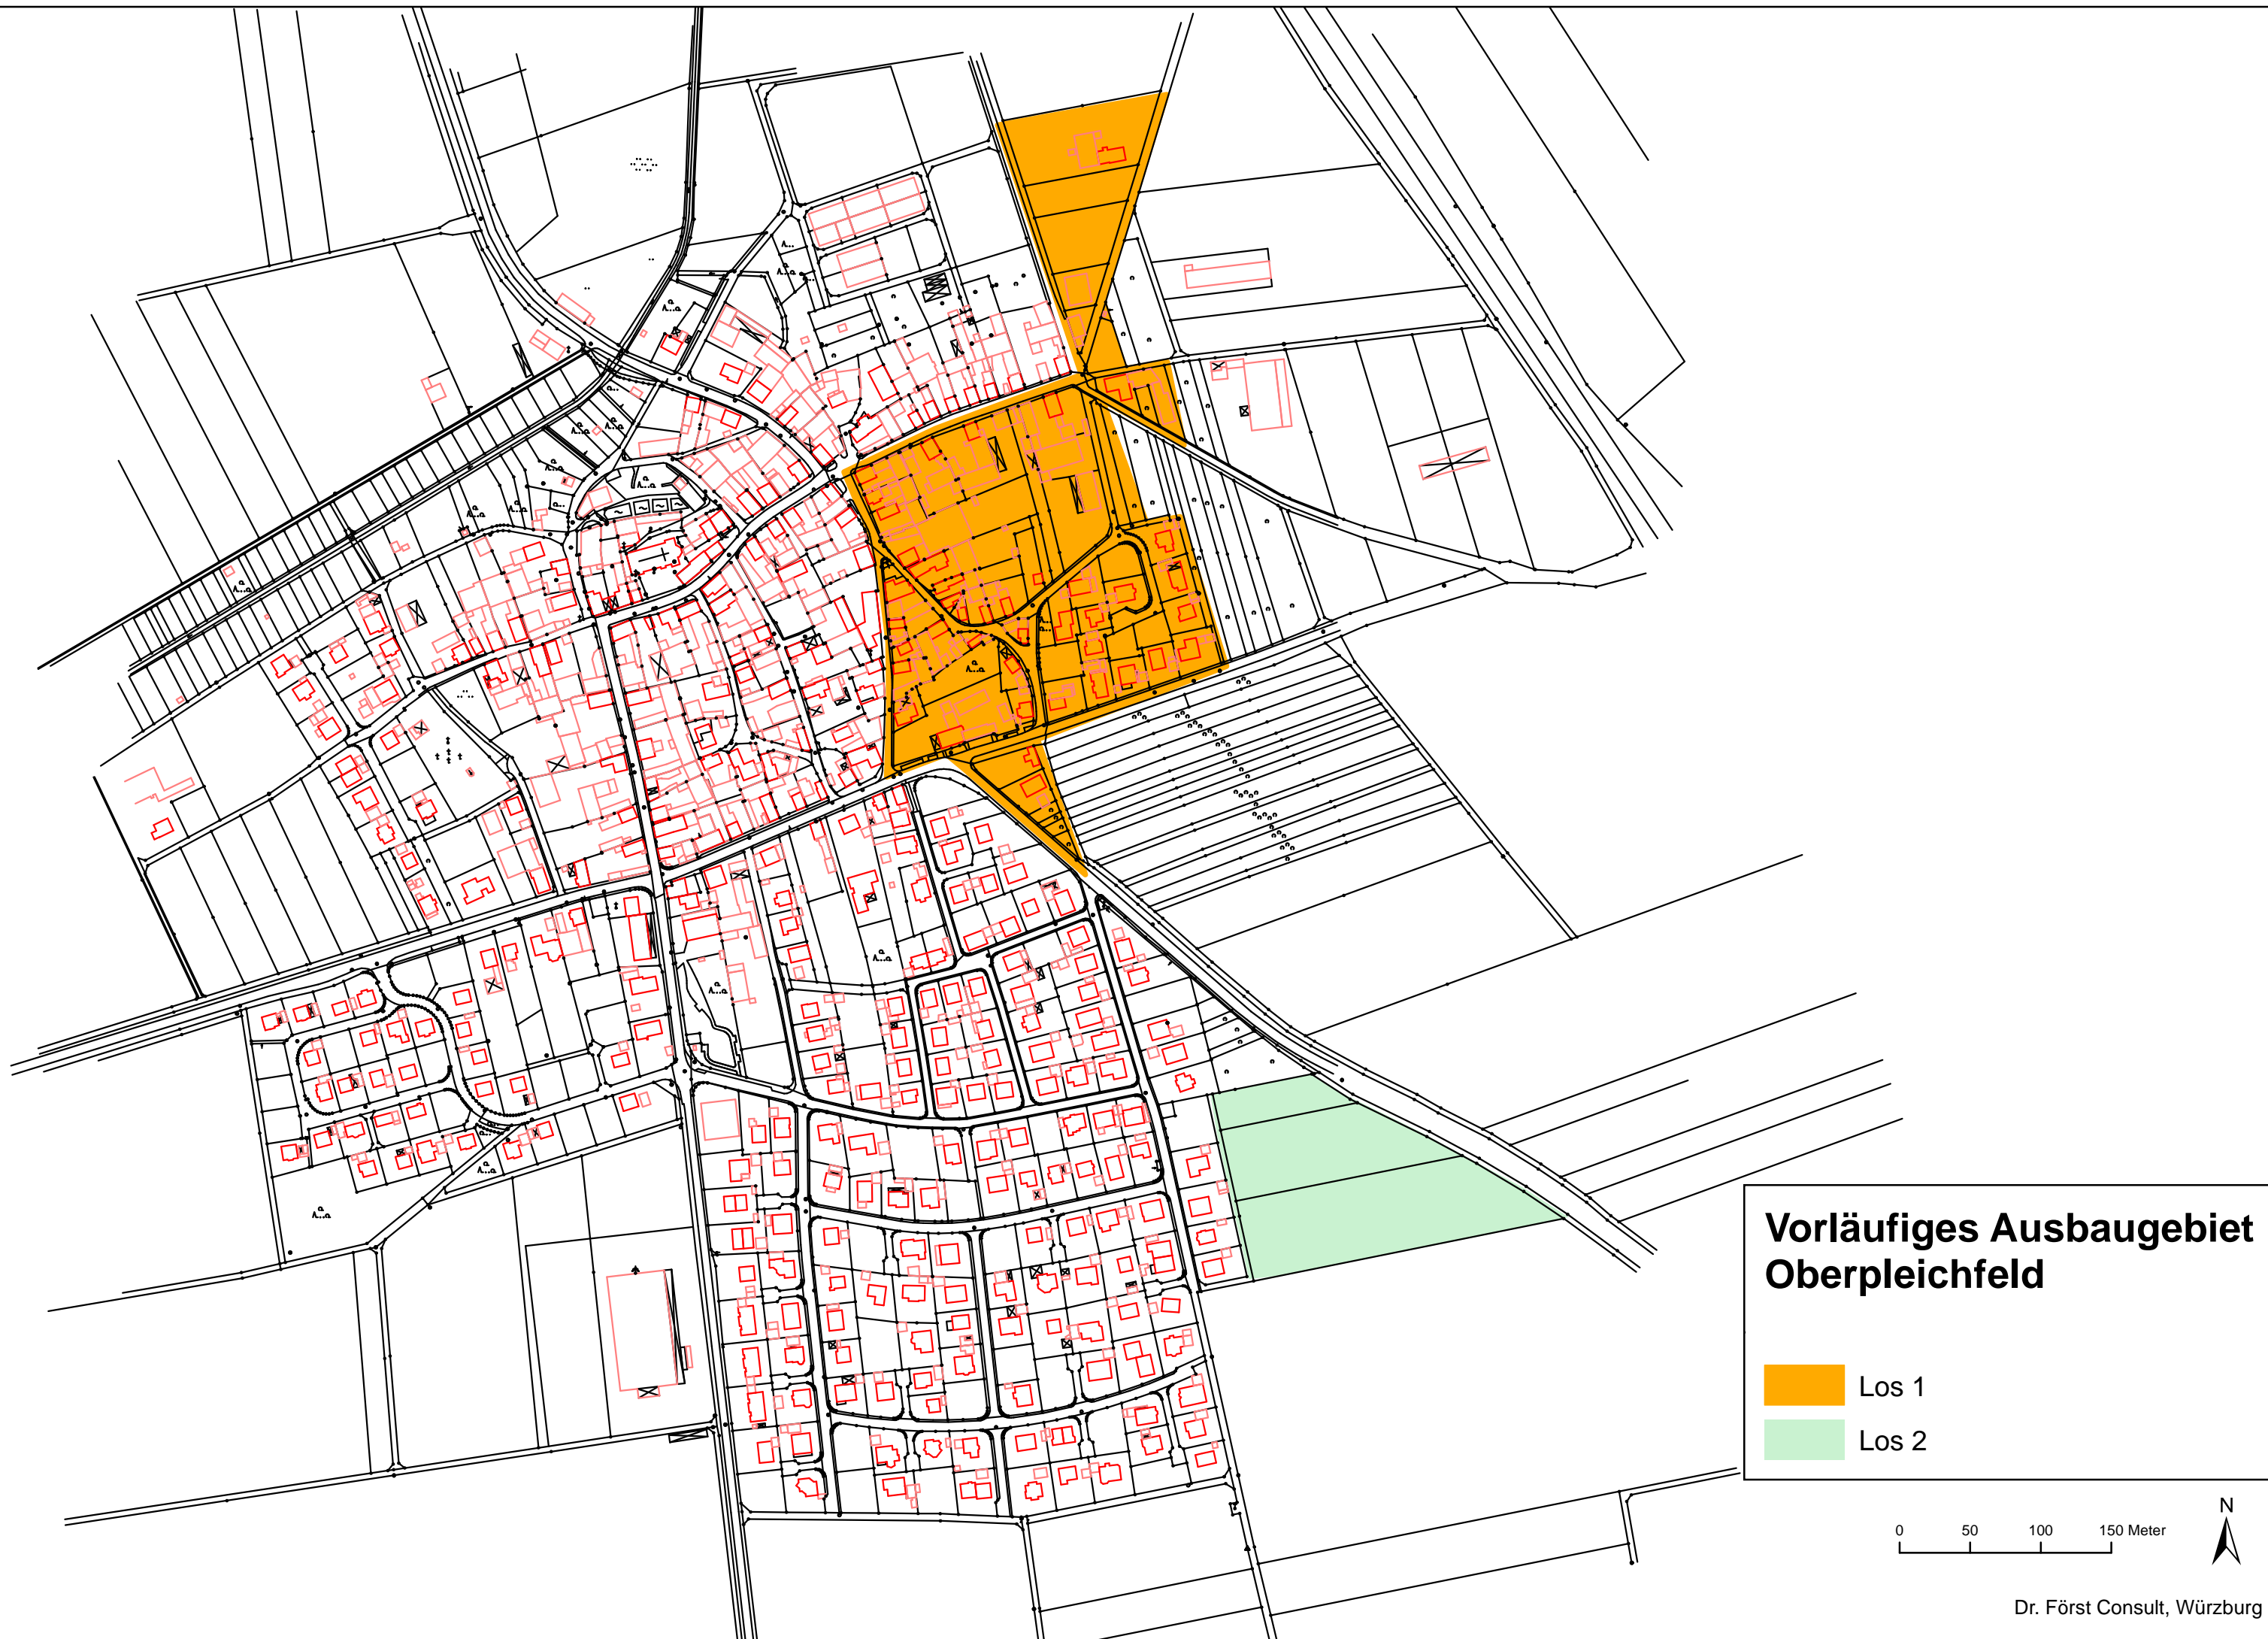 Vorläufiges Ausbaugebiet
Oberpleichfeld
Los 1
Los 2
0 50 100 150 Meter
N
Dr. Först Consult, Würzburg